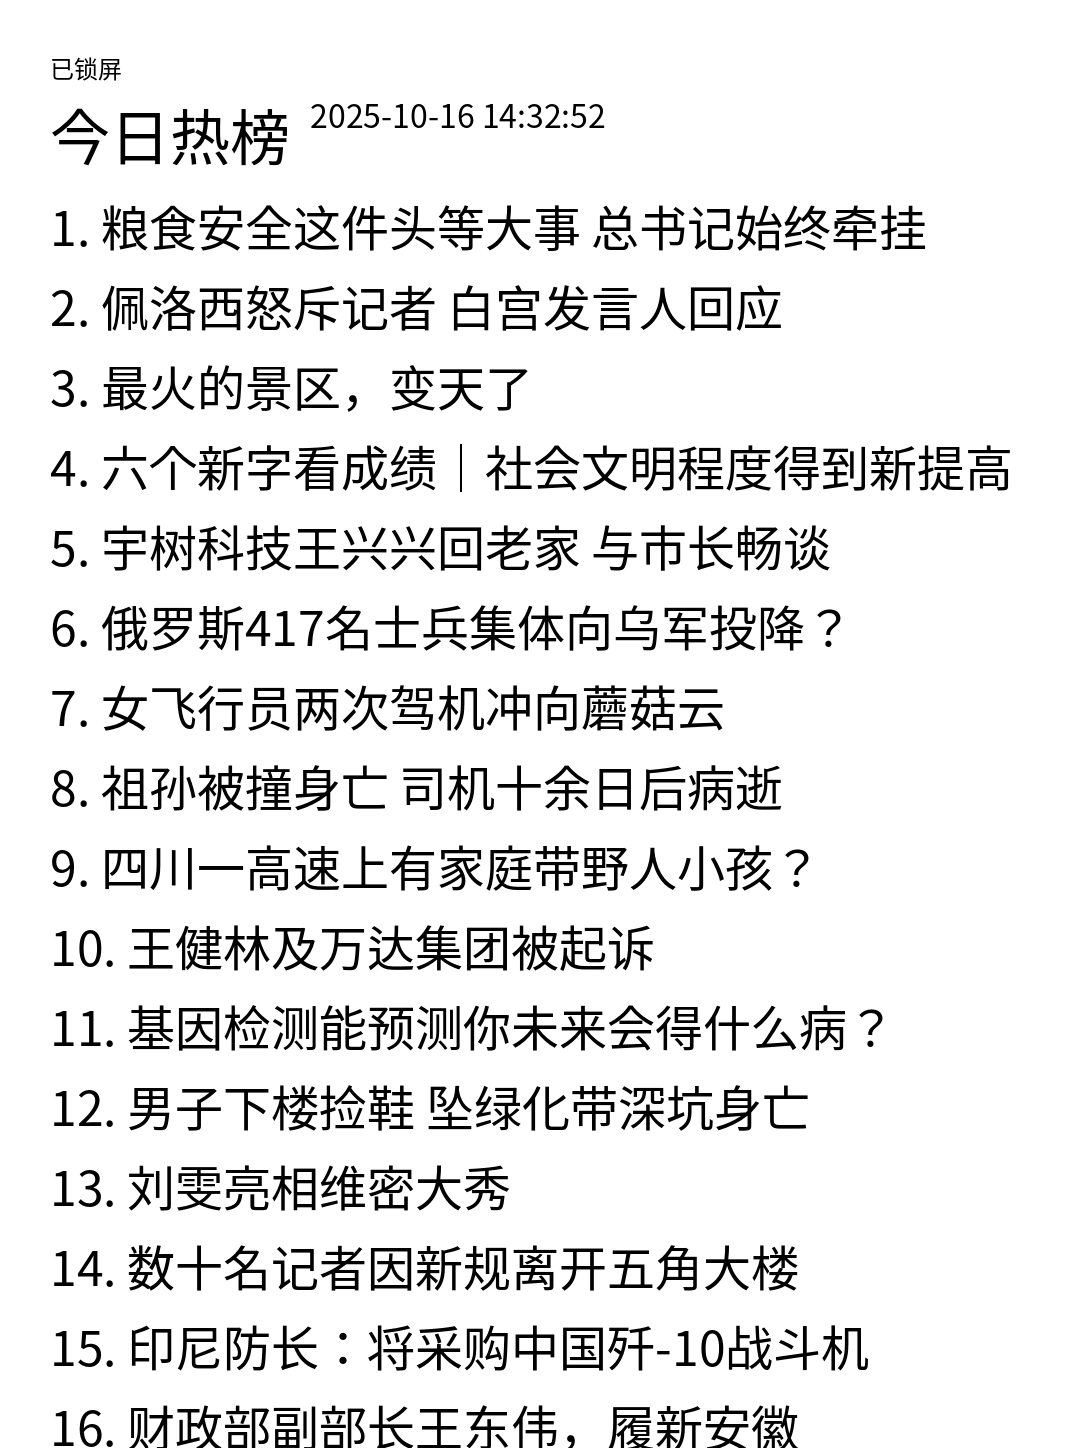 已锁屏
今日热榜 2025-10-16 14:32:52
1. 粮食安全这件头等大事 总书记始终牵挂
2. 佩洛西怒斥记者 白宫发言人回应
3. 最火的景区，变天了
4. 六个新字看成绩｜社会文明程度得到新提高
5. 宇树科技王兴兴回老家 与市长畅谈
6. 俄罗斯417名士兵集体向乌军投降？
7. 女飞行员两次驾机冲向蘑菇云
8. 祖孙被撞身亡 司机十余日后病逝
9. 四川一高速上有家庭带野人小孩？
10. 王健林及万达集团被起诉
11. 基因检测能预测你未来会得什么病？
12. 男子下楼捡鞋 坠绿化带深坑身亡
13. 刘雯亮相维密大秀
14. 数十名记者因新规离开五角大楼
15. 印尼防长：将采购中国歼-10战斗机
16. 财政部副部长王东伟，履新安徽